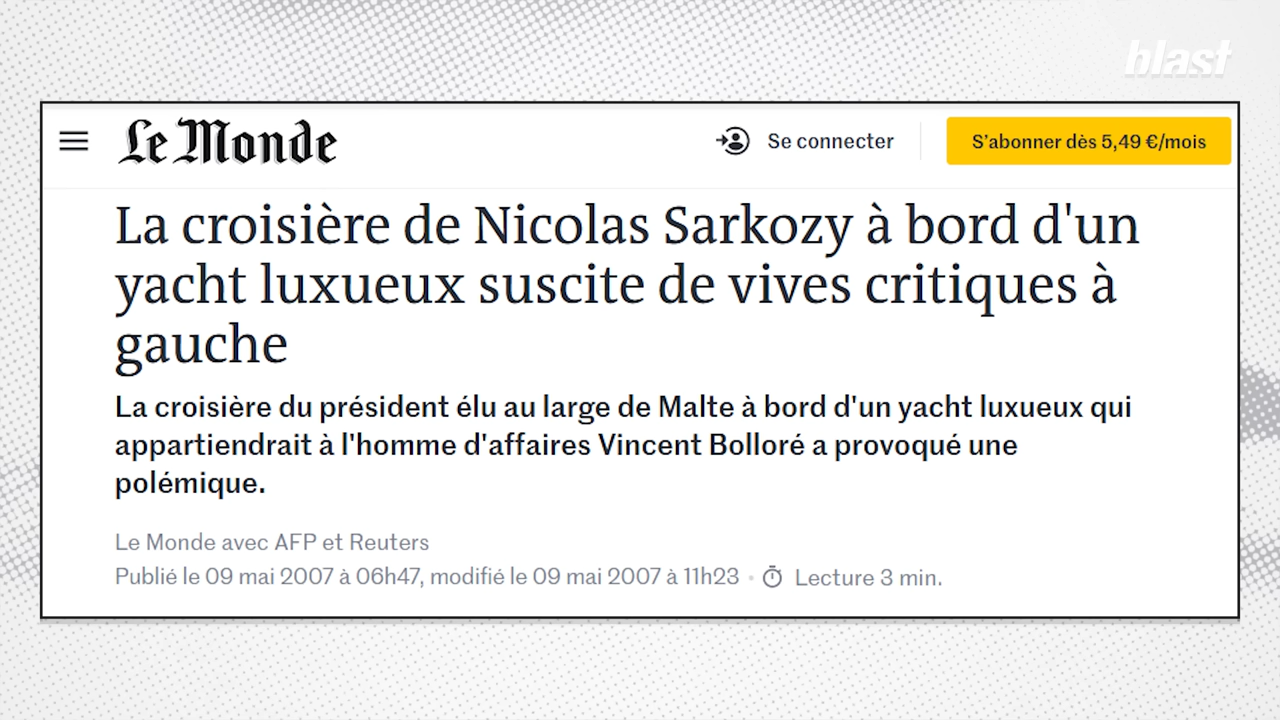 blast
Le Monde
Se connecter
S'abonner dès 5,49 €/mois
La croisière de Nicolas Sarkozy à bord d'un
yacht luxueux suscite de vives critiques à
gauche
La croisière du président élu au large de Malte à bord d'un yacht luxueux qui
appartiendrait à l'homme d'affaires Vincent Bolloré a provoqué une
polémique.
Le Monde avec AFP et Reuters
Publié le 09 mai 2007 à 06h47, modifié le 09 mai 2007 à 11h23 • Lecture 3 min.